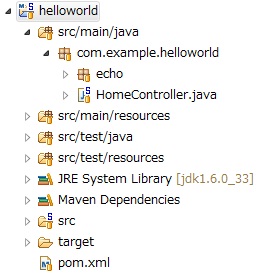 helloworld
src/main/java
com.example.helloworld
echo
HomeController.java
src/main/resources
src/test/java
src/test/resources
JRE System Library [jdk1.6.0_33]
Maven Dependencies
src
target
pom.xml